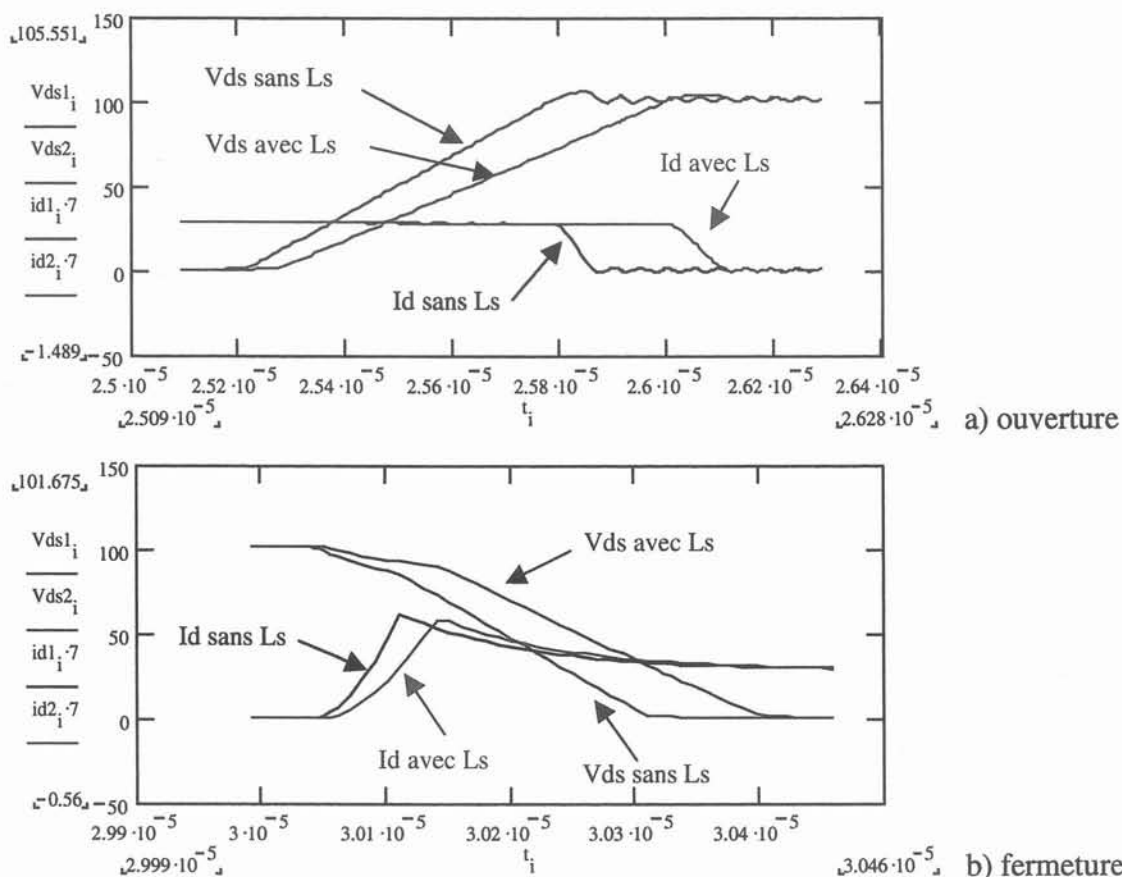 105.551
150
Vds1i
100
Vds sans Ls
Vds2i
Vds avec Ls
Id avec Ls
50
id1i·7
id2i·7
0
Id sans Ls
-1.489
−50
2.5·10−5
2.52·10−5
2.54·10−5
2.56·10−5
2.58·10−5
2.6·10−5
2.62·10−5
2.64·10−5
2.509·10−5
ti
2.628·10−5
a) ouverture
150
101.675
Vds1i
100
Vds avec Ls
Vds2i
50
Id sans Ls
id1i·7
id2i·7
0
Id avec Ls
Vds sans Ls
-0.56
−50
2.99·10−5
3·10−5
3.01·10−5
3.02·10−5
3.03·10−5
3.04·10−5
2.999·10−5
ti
3.046·10−5
b) fermeture